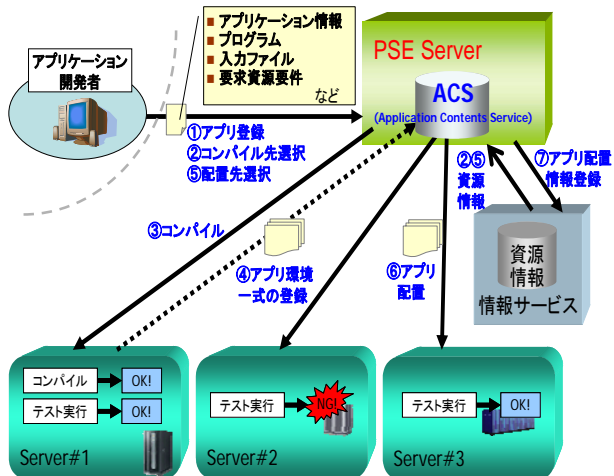 アプリケーション
開発者
■ アプリケーション情報
■ プログラム
■ 入力ファイル
■ 要求資源要件
など
PSE Server
ACS
(Application Contents Service)
①アプリ登録
②コンパイル先選択
⑤配置先選択
②⑤
資源
情報
⑦アプリ配置
情報登録
③コンパイル
④アプリ環境
一式の登録
⑥アプリ
配置
資源
情報
情報サービス
コンパイル OK!
テスト実行 OK!
Server#1
テスト実行 NG!
Server#2
テスト実行 OK!
Server#3